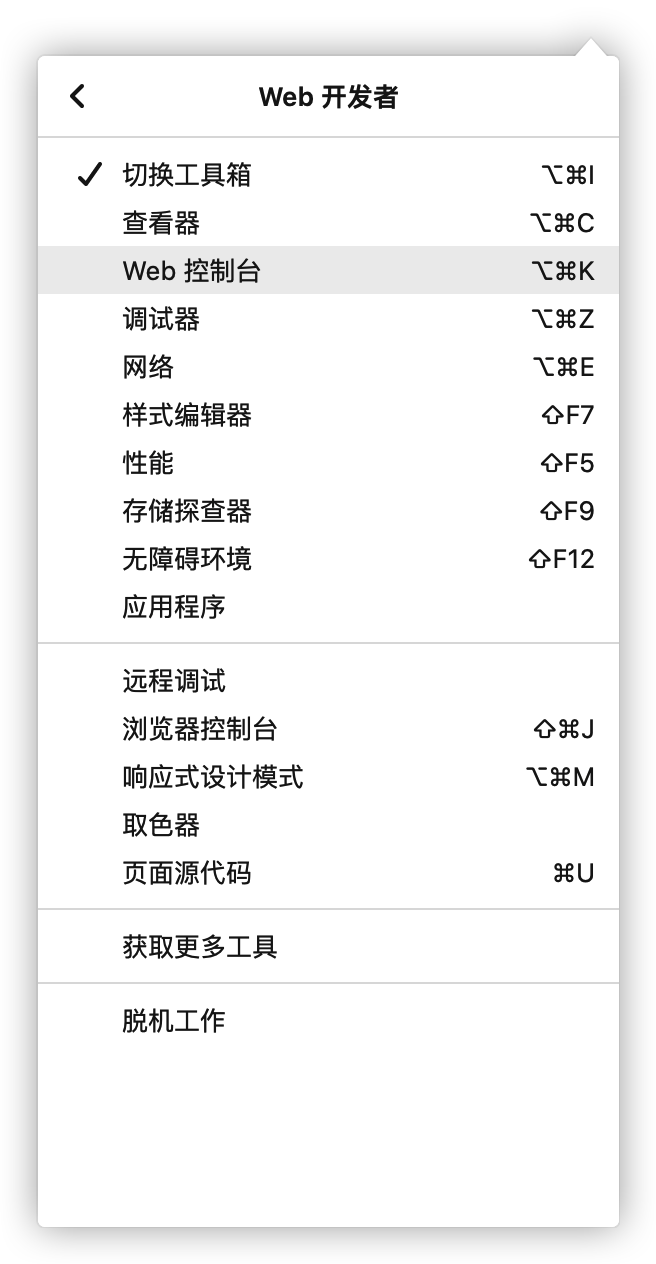 Web 开发者
切换工具箱 ⌥⌘I
查看器 ⌥⌘C
Web 控制台 ⌥⌘K
调试器 ⌥⌘Z
网络 ⌥⌘E
样式编辑器 ⇧F7
性能 ⇧F5
存储探查器 ⇧F9
无障碍环境 ⇧F12
应用程序
远程调试
浏览器控制台 ⇧⌘J
响应式设计模式 ⌥⌘M
取色器
页面源代码 ⌘U
获取更多工具
脱机工作